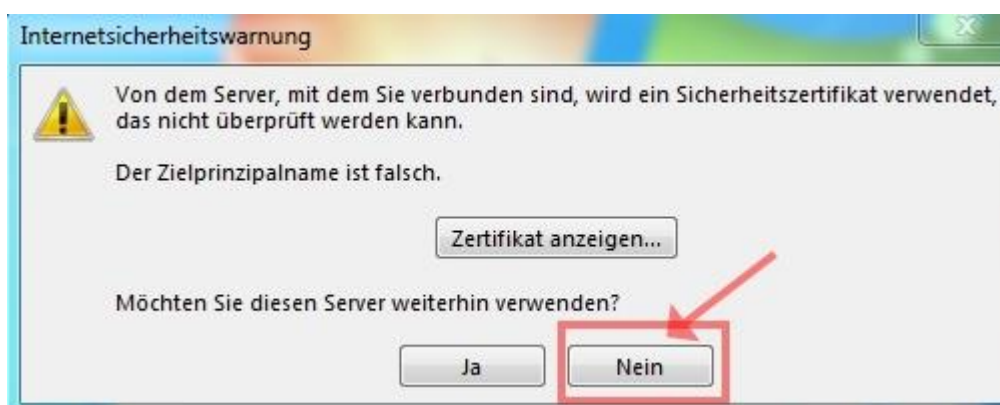 Internetsicherheitswarnung
Von dem Server, mit dem Sie verbunden sind, wird ein Sicherheitszertifikat verwendet,
das nicht überprüft werden kann.
Der Zielprinzipalname ist falsch.
Zertifikat anzeigen...
Möchten Sie diesen Server weiterhin verwenden?
Ja Nein